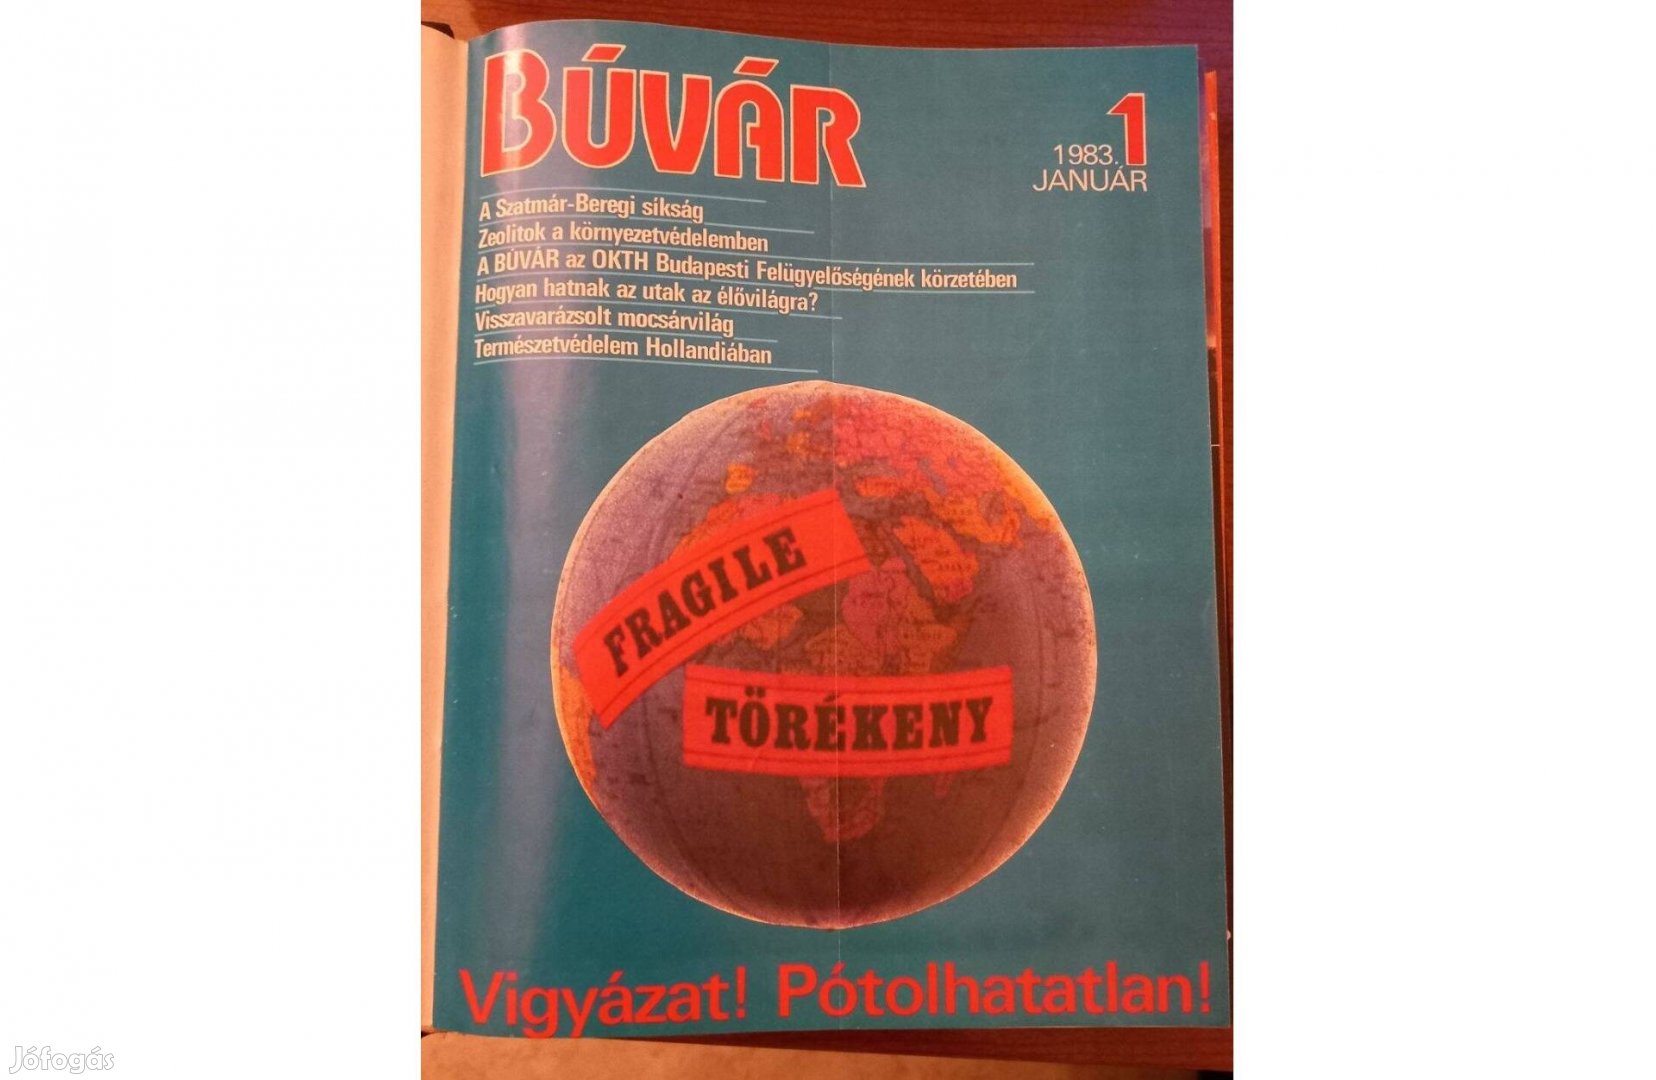 BÚVÁR
1983. 1
JANUÁR
A Szatmár-Beregi síkság
Zeolitok a környezetvédelemben
A BÚVÁR az OKTH Budapesti Felügyelőségének körzetében
Hogyan hatnak az utak az élővilágra?
Visszavarázsolt mocsárvilág
Természetvédelem Hollandiában
FRAGILE
TÖRÉKENY
Vigyázat! Pótolhatatlan!
Jófogás